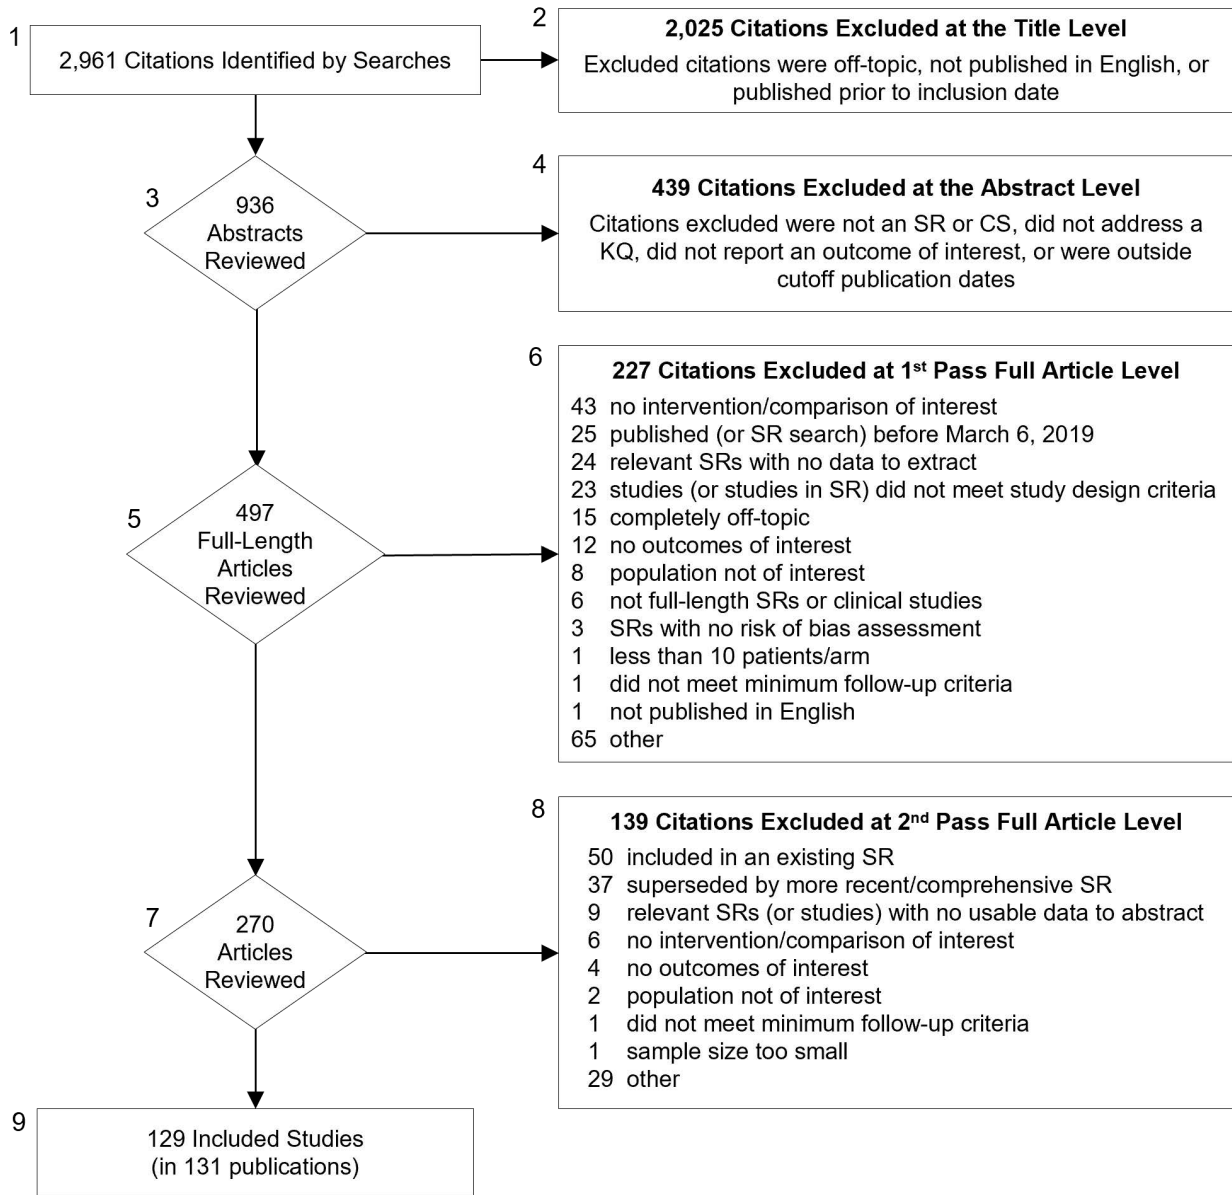 1
2,961 Citations Identified by Searches
2
2,025 Citations Excluded at the Title Level
Excluded citations were off-topic, not published in English, or
published prior to inclusion date
3
936
Abstracts
Reviewed
4
439 Citations Excluded at the Abstract Level
Citations excluded were not an SR or CS, did not address a
KQ, did not report an outcome of interest, or were outside
cutoff publication dates
5
497
Full-Length
Articles
Reviewed
6
227 Citations Excluded at 1st Pass Full Article Level
43 no intervention/comparison of interest
25 published (or SR search) before March 6, 2019
24 relevant SRs with no data to extract
23 studies (or studies in SR) did not meet study design criteria
15 completely off-topic
12 no outcomes of interest
8 population not of interest
6 not full-length SRs or clinical studies
3 SRs with no risk of bias assessment
1 less than 10 patients/arm
1 did not meet minimum follow-up criteria
1 not published in English
65 other
7
270
Articles
Reviewed
8
139 Citations Excluded at 2nd Pass Full Article Level
50 included in an existing SR
37 superseded by more recent/comprehensive SR
9 relevant SRs (or studies) with no usable data to abstract
6 no intervention/comparison of interest
4 no outcomes of interest
2 population not of interest
1 did not meet minimum follow-up criteria
1 sample size too small
29 other
9
129 Included Studies
(in 131 publications)